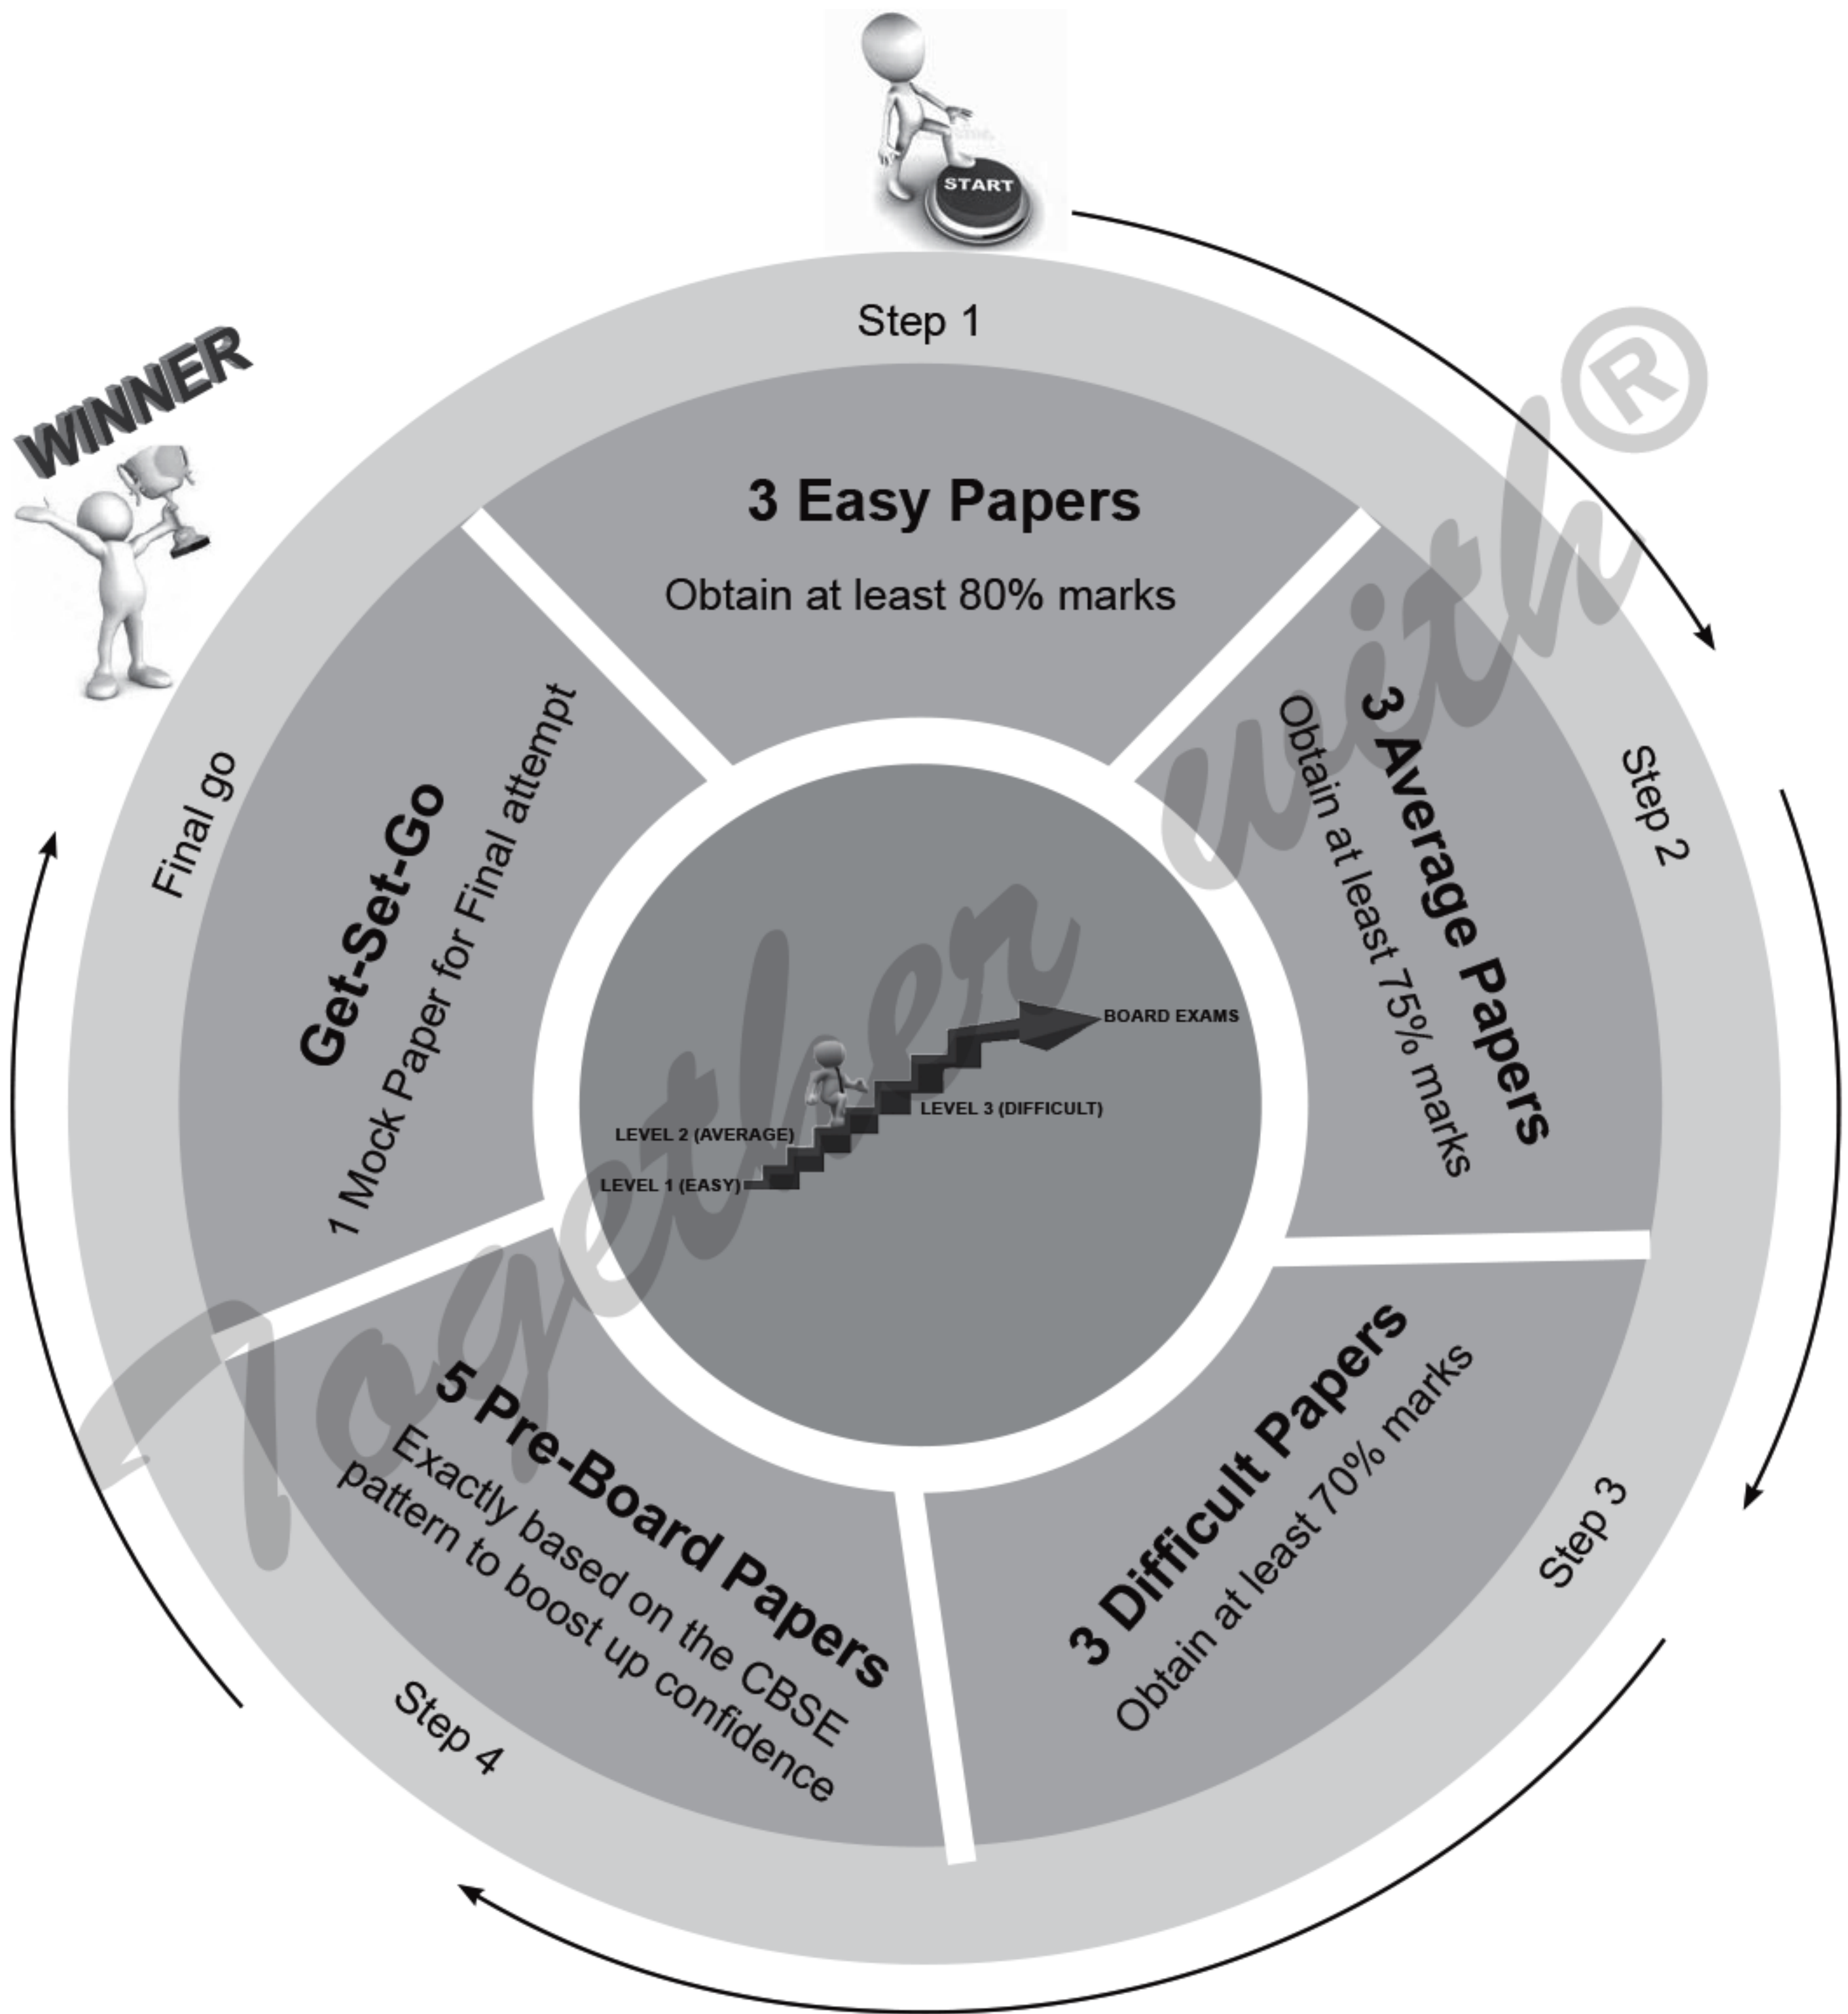 START
Step 1
3 Easy Papers
Obtain at least 80% marks
Step 2
3 Average Papers
Obtain at least 75% marks
Step 3
3 Difficult Papers
Obtain at least 70% marks
Step 4
5 Pre-Board Papers
Exactly based on the CBSE
pattern to boost up confidence
Final go
Get-Set-Go
1 Mock Paper for Final attempt
WINNER
BOARD EXAMS
LEVEL 3 (DIFFICULT)
LEVEL 2 (AVERAGE)
LEVEL 1 (EASY)
Together with®